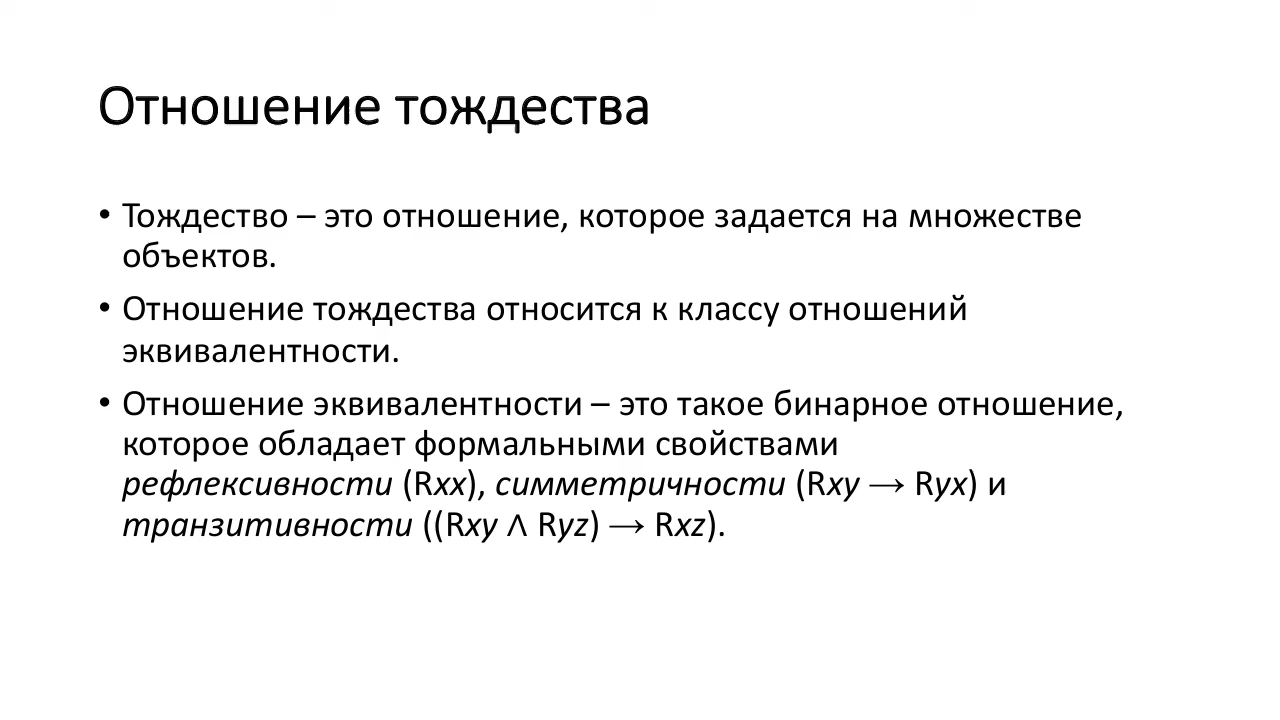 Отношение тождества
• Тождество – это отношение, которое задается на множестве
объектов.
• Отношение тождества относится к классу отношений
эквивалентности.
• Отношение эквивалентности – это такое бинарное отношение,
которое обладает формальными свойствами
рефлексивности (Rxx), симметричности (Rxy → Ryx) и
транзитивности ((Rxy ∧ Ryz) → Rxz).